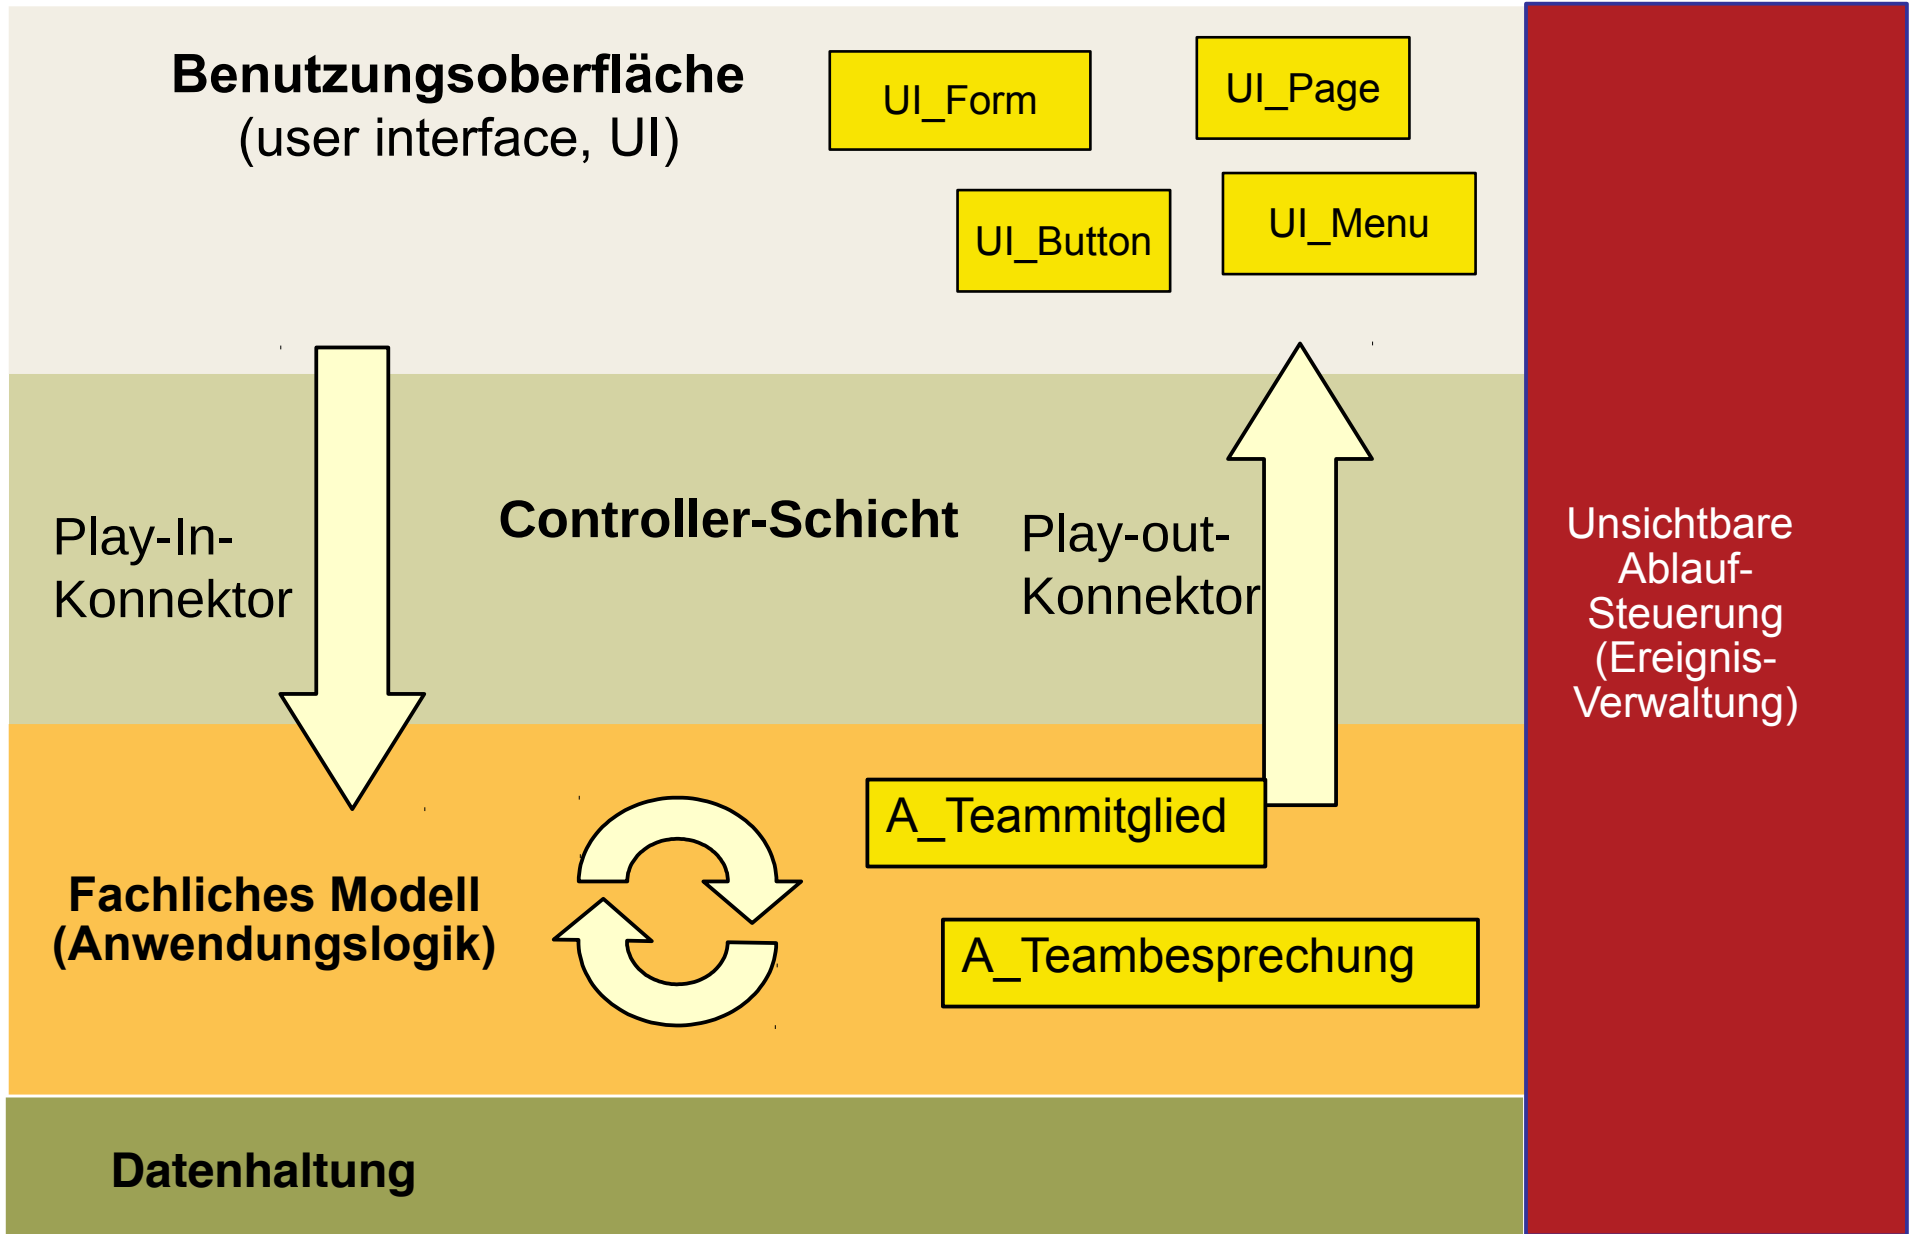 Benutzungsoberfläche
(user interface, UI)
UI_Form
UI_Page
UI_Button
UI_Menu
Play-In-
Konnektor
Controller-Schicht
Play-out-
Konnektor
Unsichtbare
Ablauf-
Steuerung
(Ereignis-
Verwaltung)
Fachliches Modell
(Anwendungslogik)
A_Teammitglied
A_Teambesprechung
Datenhaltung